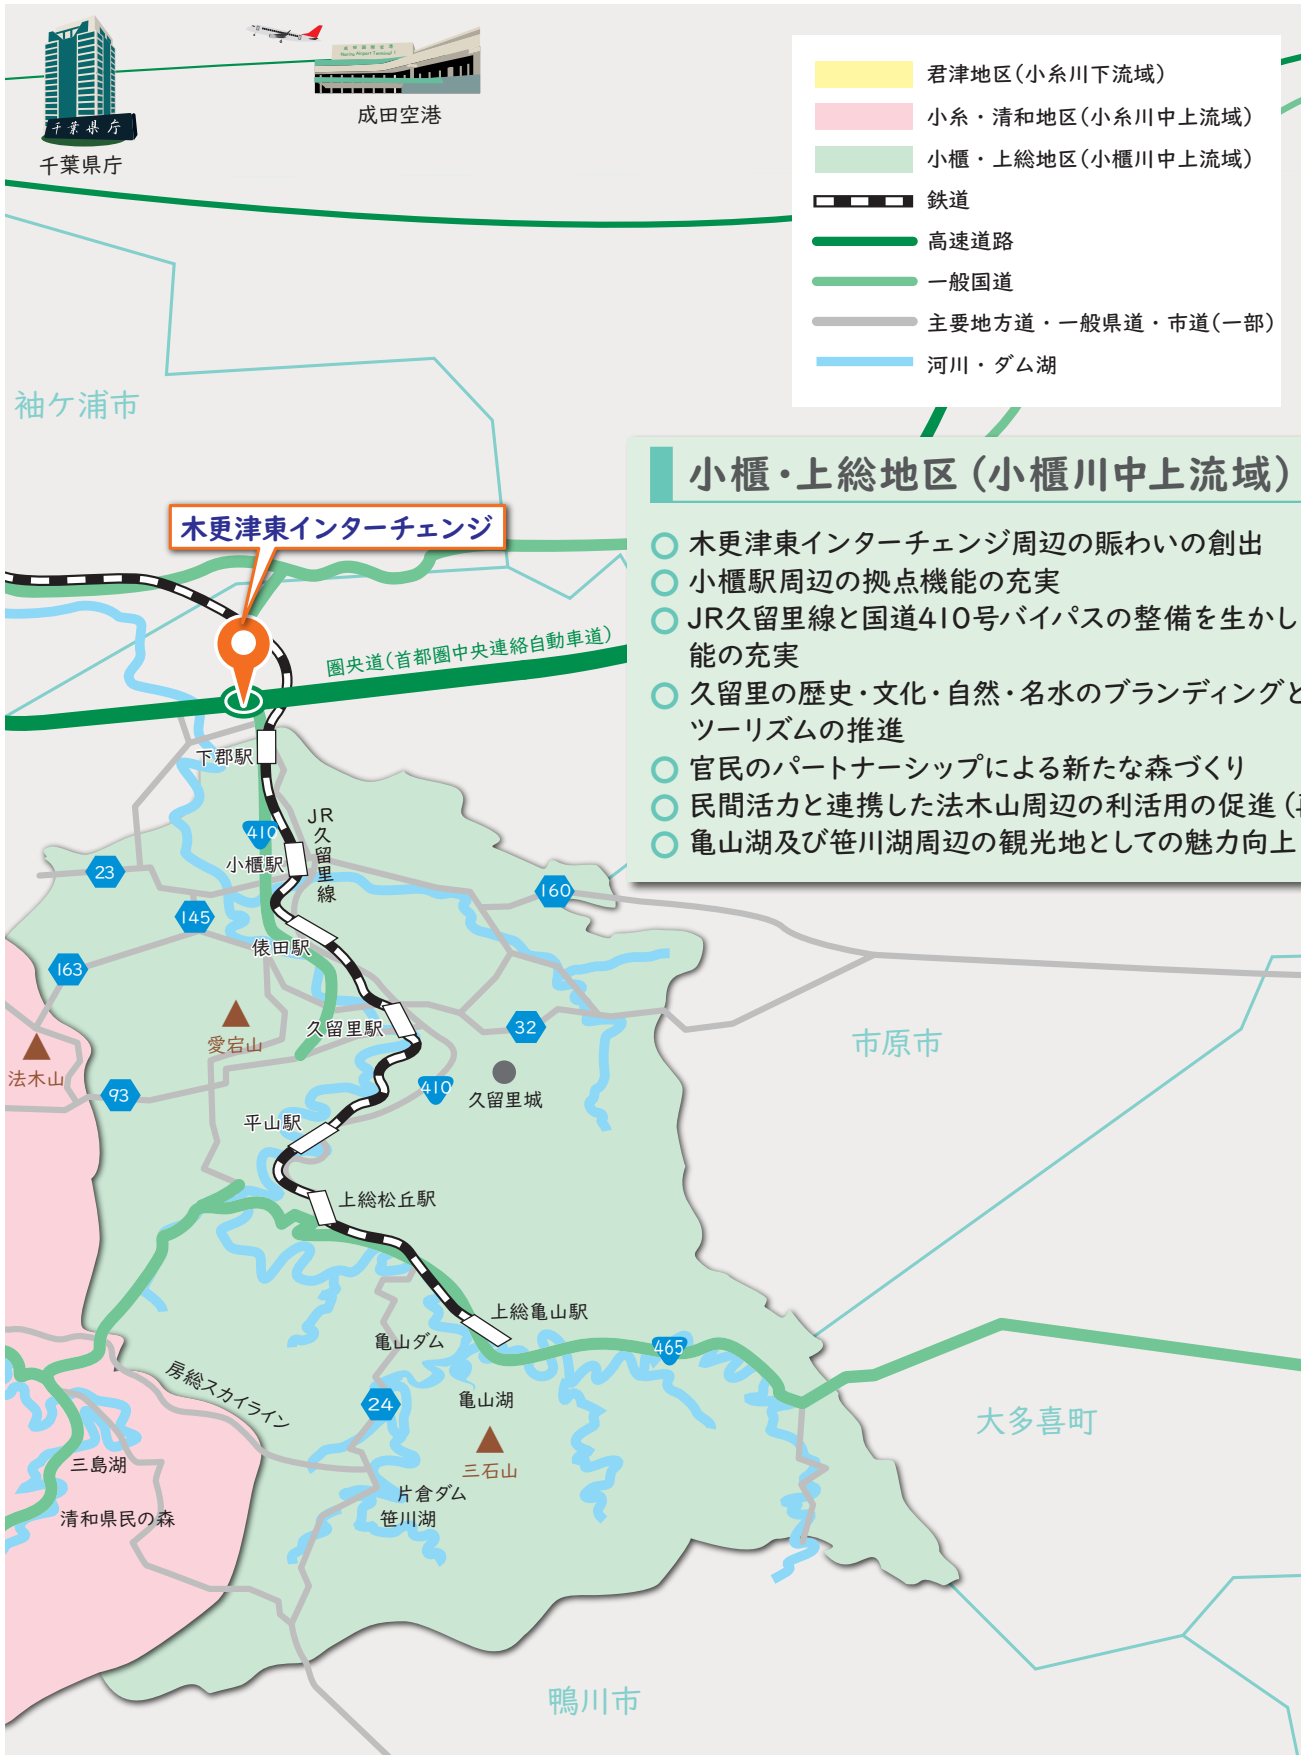 千葉県庁
千葉県庁
成田国際空港
Narita Airport Terminal 1
成田空港
君津地区(小糸川下流域)
小糸・清和地区(小糸川中上流域)
小櫃・上総地区(小櫃川中上流域)
鉄道
高速道路
一般国道
主要地方道・一般県道・市道(一部)
河川・ダム湖
袖ケ浦市
小櫃・上総地区(小櫃川中上流域)
木更津東インターチェンジ周辺の賑わいの創出
小櫃駅周辺の拠点機能の充実
JR久留里線と国道410号バイパスの整備を生かし
能の充実
久留里の歴史・文化・自然・名水のブランディングと
ツーリズムの推進
官民のパートナーシップによる新たな森づくり
民間活力と連携した法木山周辺の利活用の促進(
亀山湖及び笹川湖周辺の観光地としての魅力向上
木更津東インターチェンジ
圏央道(首都圏中央連絡自動車道)
下郡駅
JR久留里線
410
小櫃駅
23
160
145
俵田駅
163
愛宕山
久留里駅
32
市原市
法木山
93
410
久留里城
平山駅
上総松丘駅
上総亀山駅
亀山ダム
465
房総スカイライン
24
亀山湖
大多喜町
三島湖
三石山
片倉ダム
笹川湖
清和県民の森
鴨川市